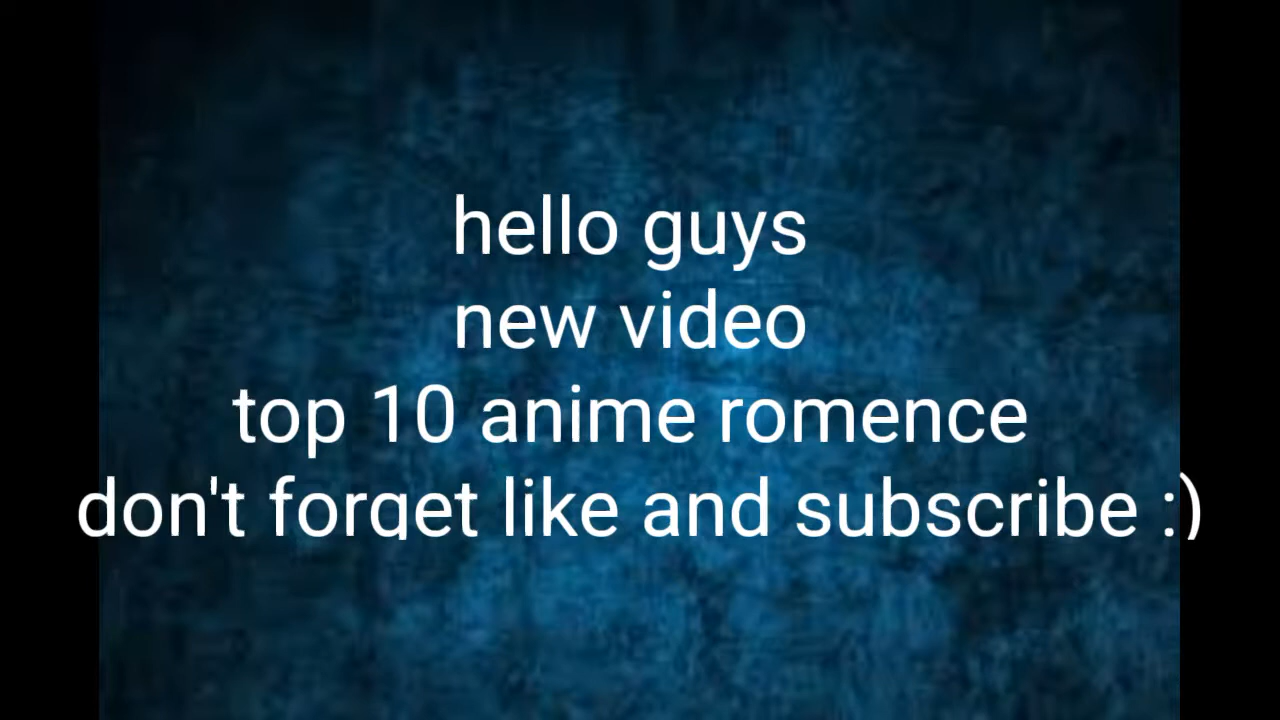 hello guys
new video
top 10 anime romence
don't forget like and subscribe :)